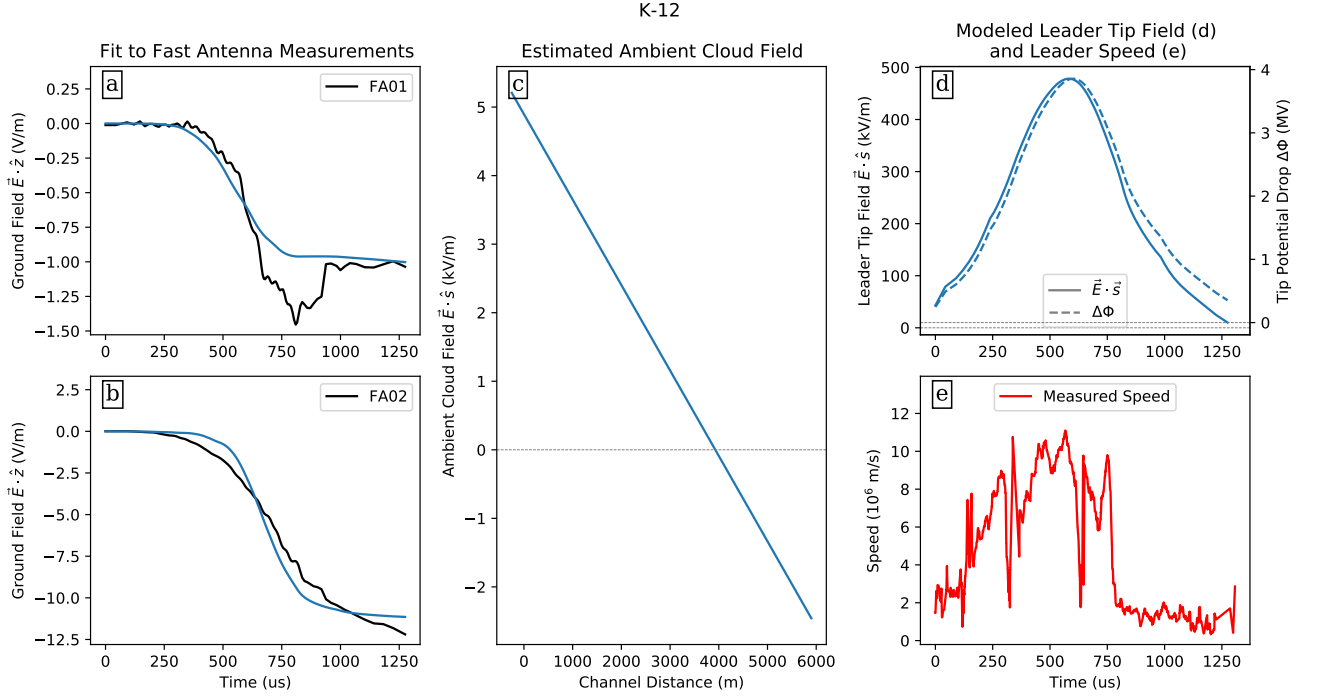 K-12
Fit to Fast Antenna Measurements
a
FA01
Ground Field E⃗ · ẑ (V/m)
0.25
0.00
−0.25
−0.50
−0.75
−1.00
−1.25
−1.50
0 250 500 750 1000 1250
b
FA02
Ground Field E⃗ · ẑ (V/m)
2.5
0.0
−2.5
−5.0
−7.5
−10.0
−12.5
0 250 500 750 1000 1250
Time (us)
Estimated Ambient Cloud Field
c
Ambient Cloud Field E⃗ · ŝ (kV/m)
5
4
3
2
1
0
−1
−2
0 1000 2000 3000 4000 5000 6000
Channel Distance (m)
Modeled Leader Tip Field (d)
and Leader Speed (e)
d
Leader Tip Field E⃗ · ŝ (kV/m)
500
400
300
200
100
0
E⃗ · s⃗
ΔΦ
Tip Potential Drop ΔΦ (MV)
4
3
2
1
0
0 250 500 750 1000 1250
e
Measured Speed
Speed (10⁶ m/s)
12
10
8
6
4
2
0
0 250 500 750 1000 1250
Time (us)